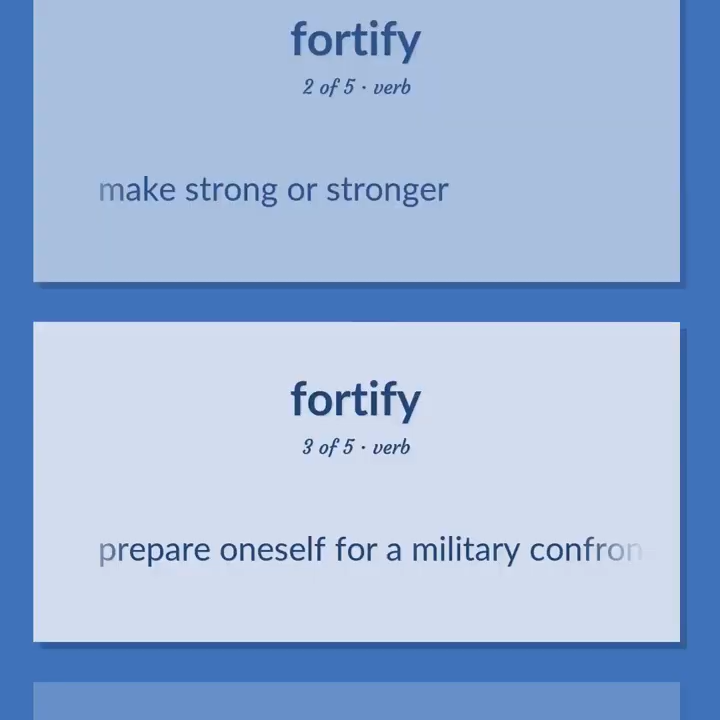 fortify
2 of 5 · verb
make strong or stronger
fortify
3 of 5 · verb
prepare oneself for a military confron